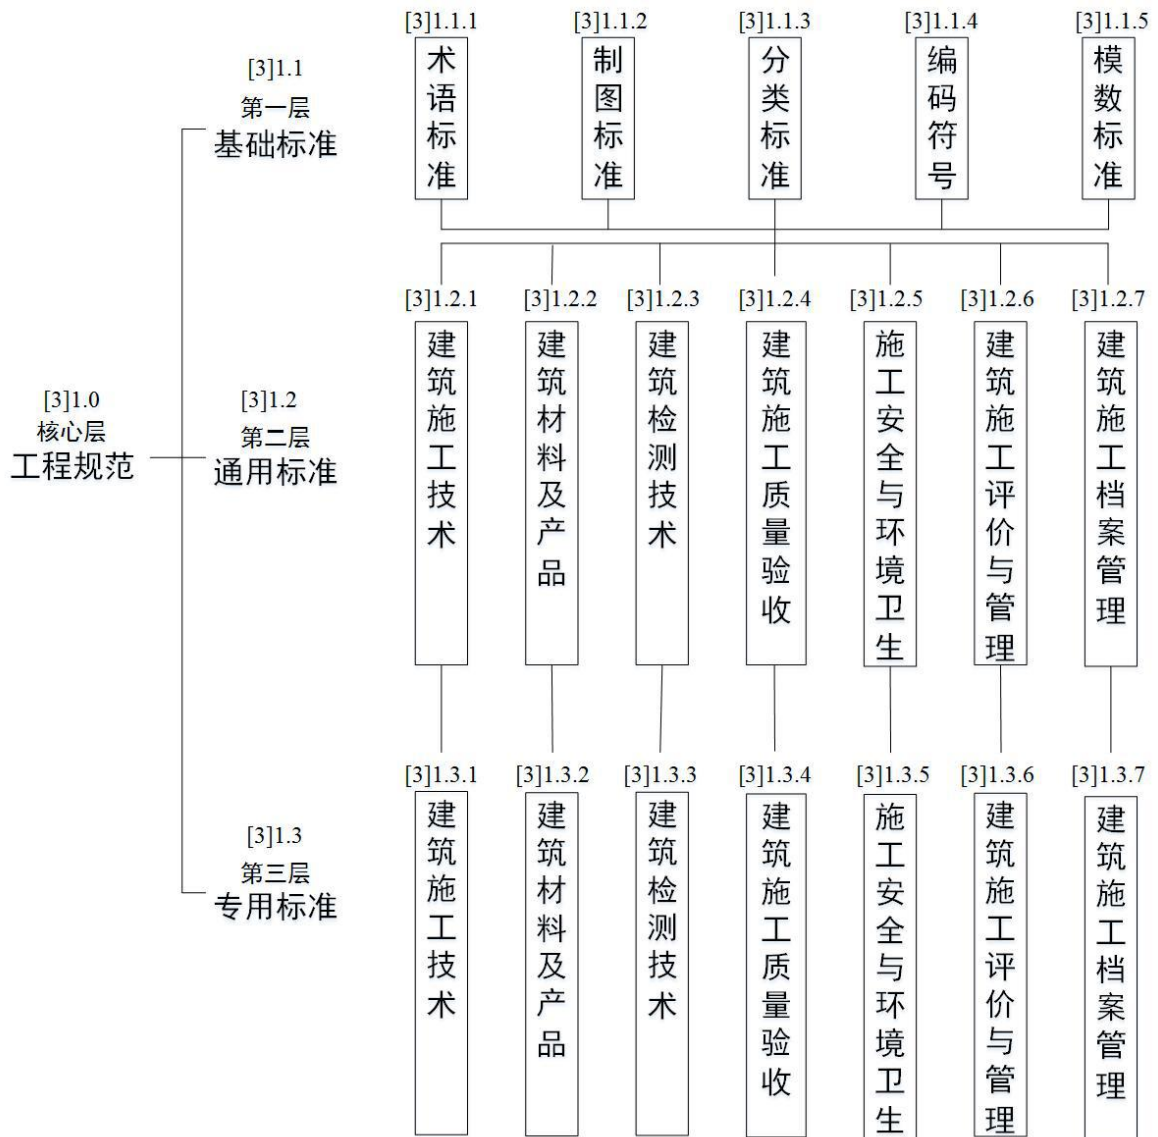 [3]1.1.1
术语标准
[3]1.1.2
制图标准
[3]1.1.3
分类标准
[3]1.1.4
编码符号
[3]1.1.5
模数标准
[3]1.1
第一层
基础标准
[3]1.2.1
建筑施工技术
[3]1.2.2
建筑材料及产品
[3]1.2.3
建筑检测技术
[3]1.2.4
建筑施工质量验收
[3]1.2.5
施工安全与环境卫生
[3]1.2.6
建筑施工评价与管理
[3]1.2.7
建筑施工档案管理
[3]1.0
核心层
工程规范
[3]1.2
第二层
通用标准
[3]1.3.1
建筑施工技术
[3]1.3.2
建筑材料及产品
[3]1.3.3
建筑检测技术
[3]1.3.4
建筑施工质量验收
[3]1.3.5
施工安全与环境卫生
[3]1.3.6
建筑施工评价与管理
[3]1.3.7
建筑施工档案管理
[3]1.3
第三层
专用标准